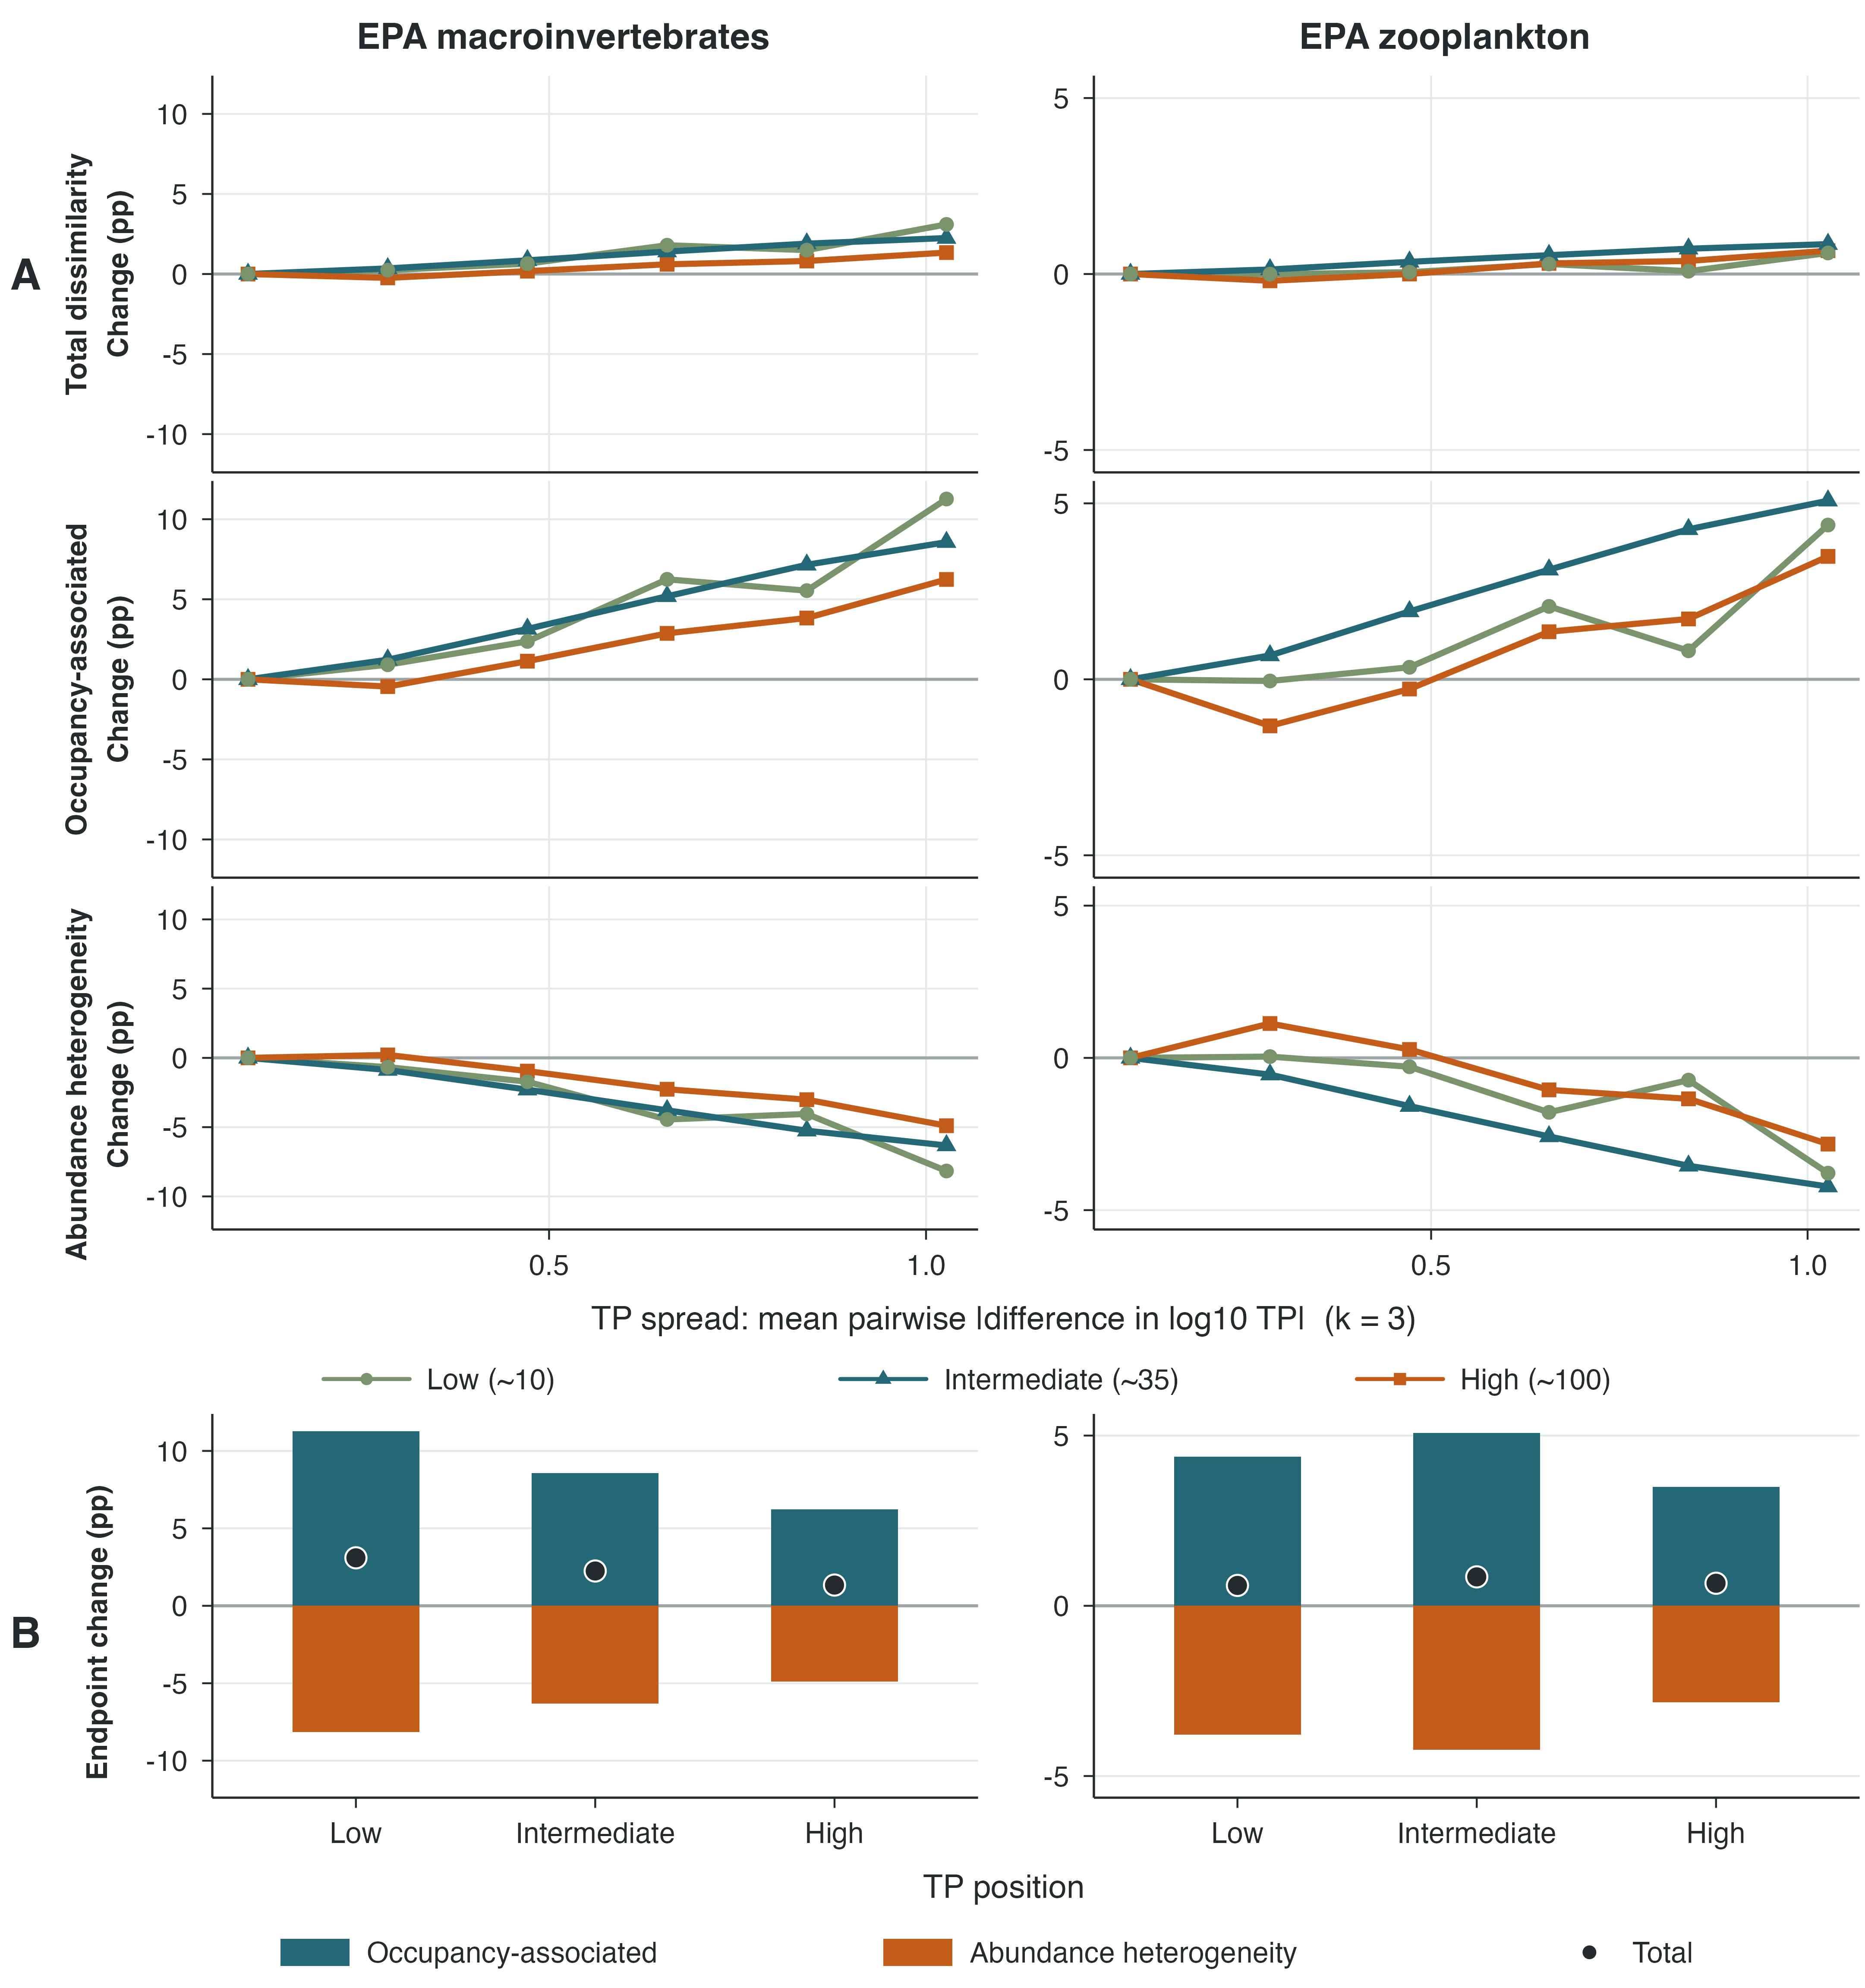 EPA macroinvertebrates
EPA zooplankton
A
Total dissimilarity
Change (pp)
10
5
0
-5
-10
5
0
-5
Occupancy-associated
Change (pp)
10
5
0
-5
-10
5
0
-5
Abundance heterogeneity
Change (pp)
10
5
0
-5
-10
5
0
-5
0.5
1.0
0.5
1.0
TP spread: mean pairwise |difference in log10 TP| (k = 3)
Low (~10)
Intermediate (~35)
High (~100)
B
Endpoint change (pp)
10
5
0
-5
-10
5
0
-5
Low
Intermediate
High
Low
Intermediate
High
TP position
Occupancy-associated
Abundance heterogeneity
Total